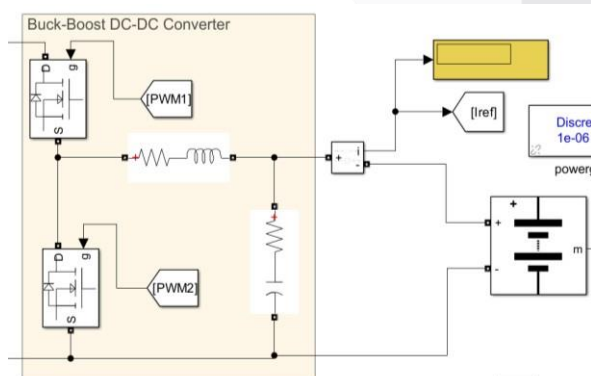 Buck-Boost DC-DC Converter
D
g
S
[PWM1]
i
+
-
[Iref]
Discre
1e-06
powerg
+
+
-
m
D
g
S
[PWM2]
+
+